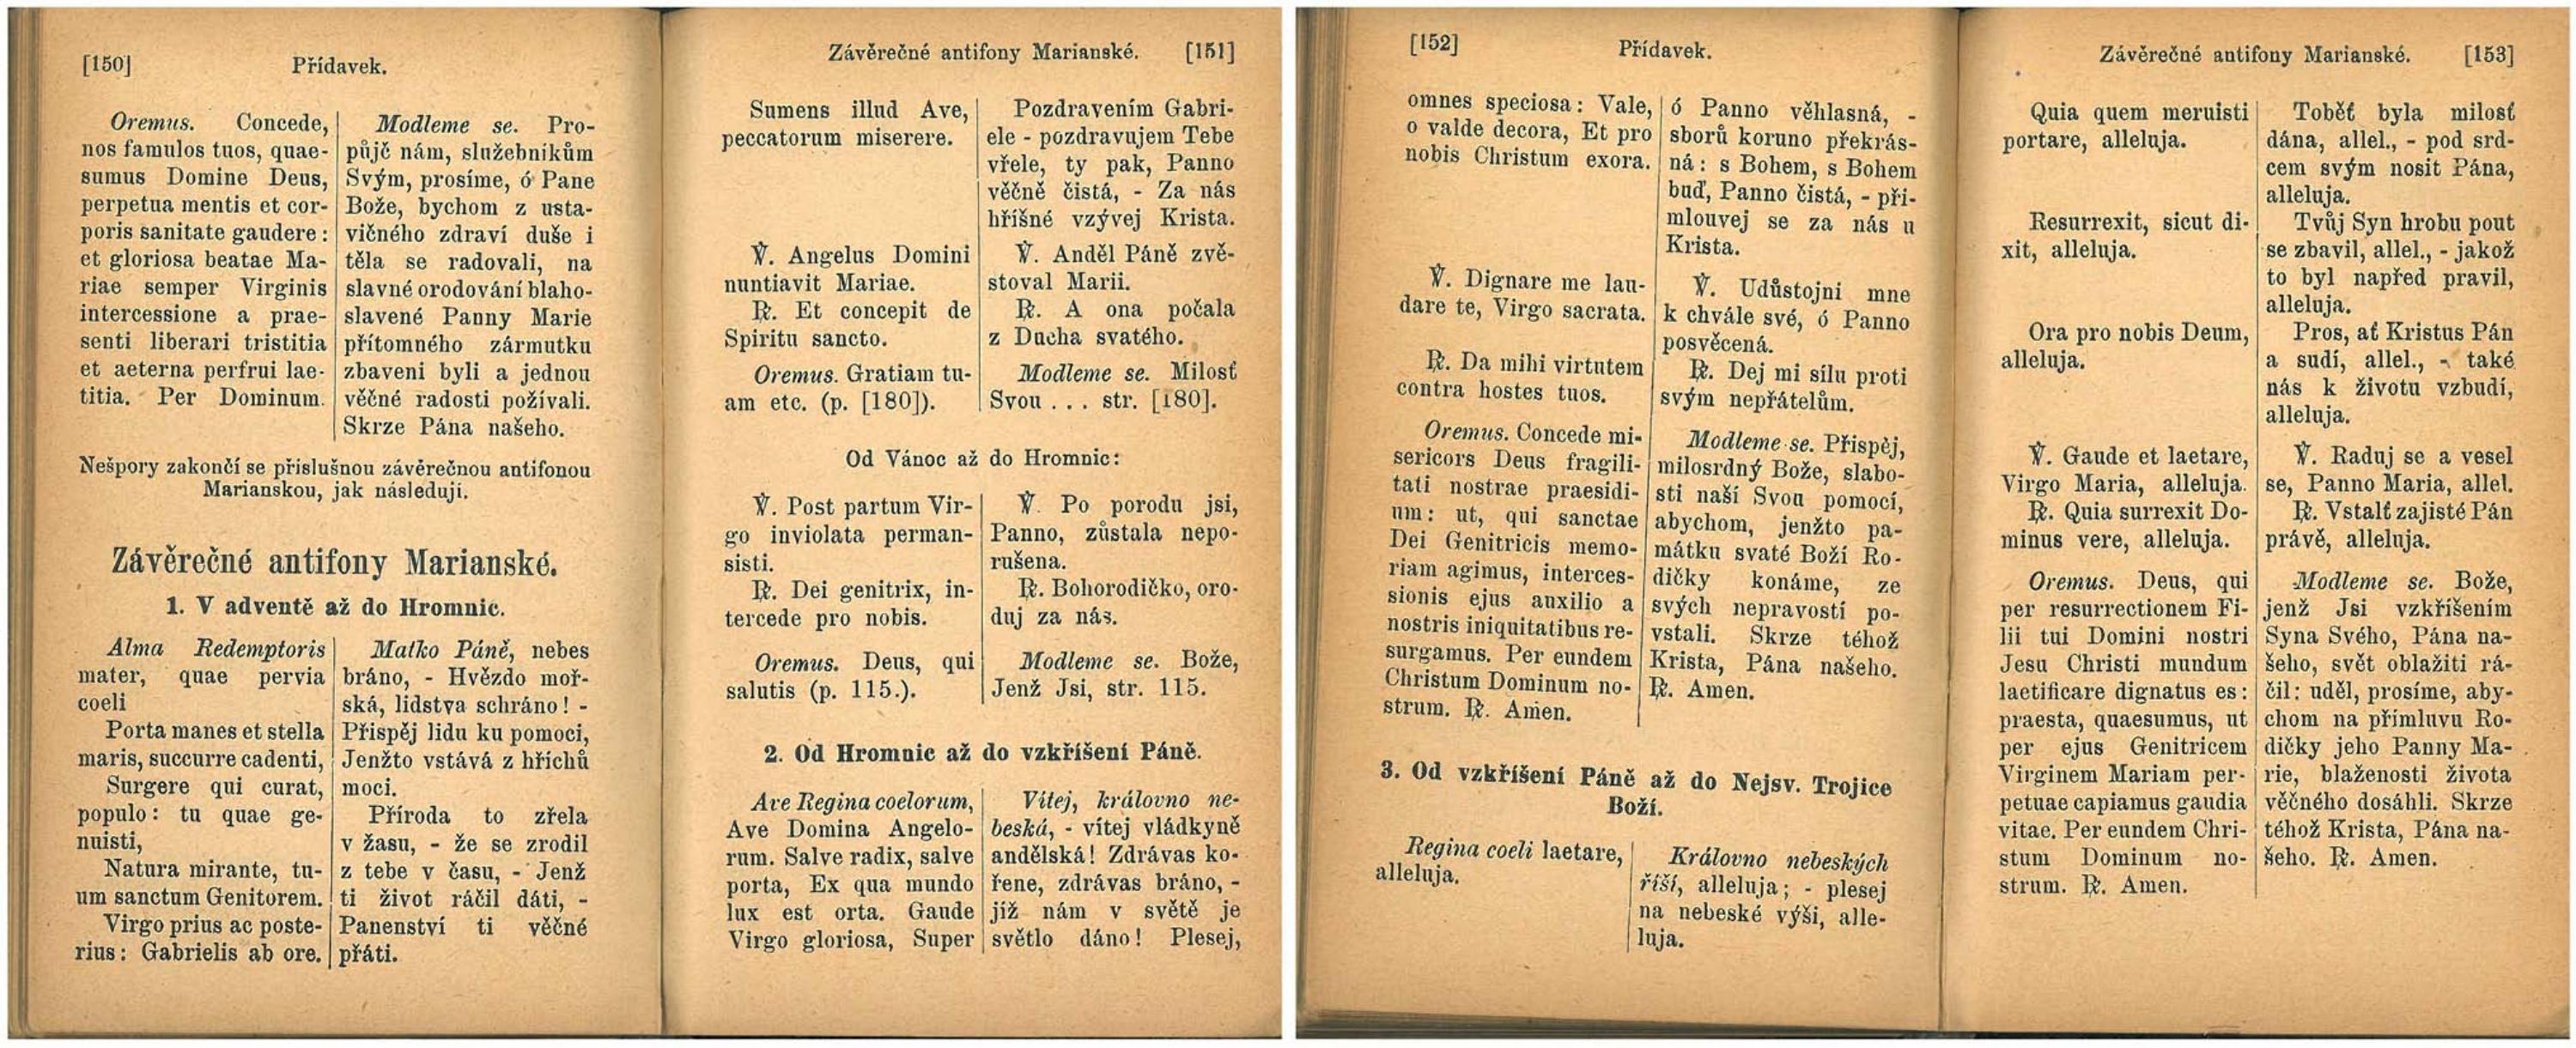 [150] Přídavek.
Oremus. Concede,
nos famulos tuos, quae-
sumus Domine Deus,
perpetua mentis et cor-
poris sanitate gaudere :
et gloriosa beatae Ma-
riae semper Virginis
intercessione a prae-
senti liberari tristitia
et aeterna perfrui lae-
titia. Per Dominum.
Modleme se. Pro-
půjč nám, služebníkům
Svým, prosíme, ó Pane
Bože, bychom z usta-
vičného zdraví duše i
těla se radovali, na
slavné orodování blaho-
slavené Panny Marie
přítomného zármutku
zbaveni byli a jednou
věčné radosti požívali.
Skrze Pána našeho.
Nešpory zakončí se příslušnou závěrečnou antifonou
Marianskou, jak následují.
Závěrečné antifony Marianské.
1. V adventě až do Hromnic.
Alma Redemptoris
mater, quae pervia
coeli
Porta manes et stella
maris, succurre cadenti,
Surgere qui curat,
populo : tu quae ge-
nuisti,
Natura mirante, tu-
um sanctum Genitorem.
Virgo prius ac poste-
rius : Gabrielis ab ore.
Matko Páně, nebes
bráno, - Hvězdo moř-
ská, lidstva schráno ! -
Přispěj lidu ku pomoci,
Jenžto vstává z hříchů
moci.
Příroda to zřela
v žasu, - že se zrodil
z tebe v času, - Jenž
ti život ráčil dáti, -
Panenství ti věčné
přáti.
Závěrečné antifony Marianské. [151]
Sumens illud Ave,
peccatorum miserere.
Pozdravením Gabri-
ele - pozdravujem Tebe
vřele, ty pak, Panno
věčně čistá, - Za nás
hříšné vzývej Krista.
℣. Angelus Domini
nuntiavit Mariae.
℟. Et concepit de
Spiritu sancto.
Oremus. Gratiam tu-
am etc. (p. [180]).
℣. Anděl Páně zvě-
stoval Marii.
℟. A ona počala
z Ducha svatého.
Modleme se. Milosť
Svou . . . str. [180].
Od Vánoc až do Hromnic :
℣. Post partum Vir-
go inviolata perman-
sisti.
℟. Dei genitrix, in-
tercede pro nobis.
Oremus. Deus, qui
salutis (p. 115.).
℣. Po porodu jsi,
Panno, zůstala nepo-
rušena.
℟. Bohorodičko, oro-
duj za nás.
Modleme se. Bože,
Jenž Jsi, str. 115.
2. Od Hromnic až do vzkříšení Páně.
Ave Regina coelorum,
Ave Domina Angelo-
rum. Salve radix, salve
porta, Ex qua mundo
lux est orta. Gaude
Virgo gloriosa, Super
Vítej, královno ne-
beská, - vítej vládkyně
andělská! Zdrávas ko-
řene, zdrávas bráno, -
již nám v světě je
světlo dáno ! Plesej,
[152] Přídavek.
omnes speciosa : Vale,
o valde decora, Et pro
nobis Christum exora.
ó Panno věhlasná, -
sborů koruno překrás-
ná : s Bohem, s Bohem
buď, Panno čistá, - při-
mlouvej se za nás u
Krista.
℣. Dignare me lau-
dare te, Virgo sacrata.
℟. Da mihi virtutem
contra hostes tuos.
℣. Udůstojni mne
k chvále své, ó Panno
posvěcená.
℟. Dej mi sílu proti
svým nepřátelům.
Oremus. Concede mi-
sericors Deus fragili-
tati nostrae praesidi-
um : ut, qui sanctae
Dei Genitricis memo-
riam agimus, interces-
sionis ejus auxilio a
nostris iniquitatibus re-
surgamus. Per eundem
Christum Dominum no-
strum. ℟. Amen.
Modleme se. Přispěj,
milosrdný Bože, slabo-
sti naší Svou pomocí,
abychom, jenžto pa-
mátku svaté Boží Ro-
dičky konáme, ze
svých nepravostí po-
vstali. Skrze téhož
Krista, Pána našeho.
℟. Amen.
3. Od vzkříšení Páně až do Nejsv. Trojice
Boží.
Regina coeli laetare,
alleluja.
Královno nebeských
říší, alleluja ; - plesej
na nebeské výši, alle-
luja.
Závěrečné antifony Marianské. [153]
Quia quem meruisti
portare, alleluja.
Resurrexit, sicut di-
xit, alleluja.
Ora pro nobis Deum,
alleluja.
Toběť byla milosť
dána, allel., - pod srd-
cem svým nosit Pána,
alleluja.
Tvůj Syn hrobu pout
se zbavil, allel., - jakož
to byl napřed pravil,
alleluja.
Pros, ať Kristus Pán
a sudí, allel., - také
nás k životu vzbudí,
alleluja.
℣. Gaude et laetare,
Virgo Maria, alleluja.
℟. Quia surrexit Do-
minus vere, alleluja.
℣. Raduj se a vesel
se, Panno Maria, allel.
℟. Vstalť zajisté Pán
právě, alleluja.
Oremus. Deus, qui
per resurrectionem Fi-
lii tui Domini nostri
Jesu Christi mundum
laetificare dignatus es :
praesta, quaesumus, ut
per ejus Genitricem
Virginem Mariam per-
petuae capiamus gaudia
vitae. Per eundem Chri-
stum Dominum no-
strum. ℟. Amen.
Modleme se. Bože,
jenž Jsi vzkříšením
Syna Svého, Pána na-
šeho, svět oblažiti rá-
čil : uděl, prosíme, aby-
chom na přímluvu Ro-
dičky jeho Panny Ma-
rie, blaženosti života
věčného dosáhli. Skrze
téhož Krista, Pána na-
šeho. ℟. Amen.